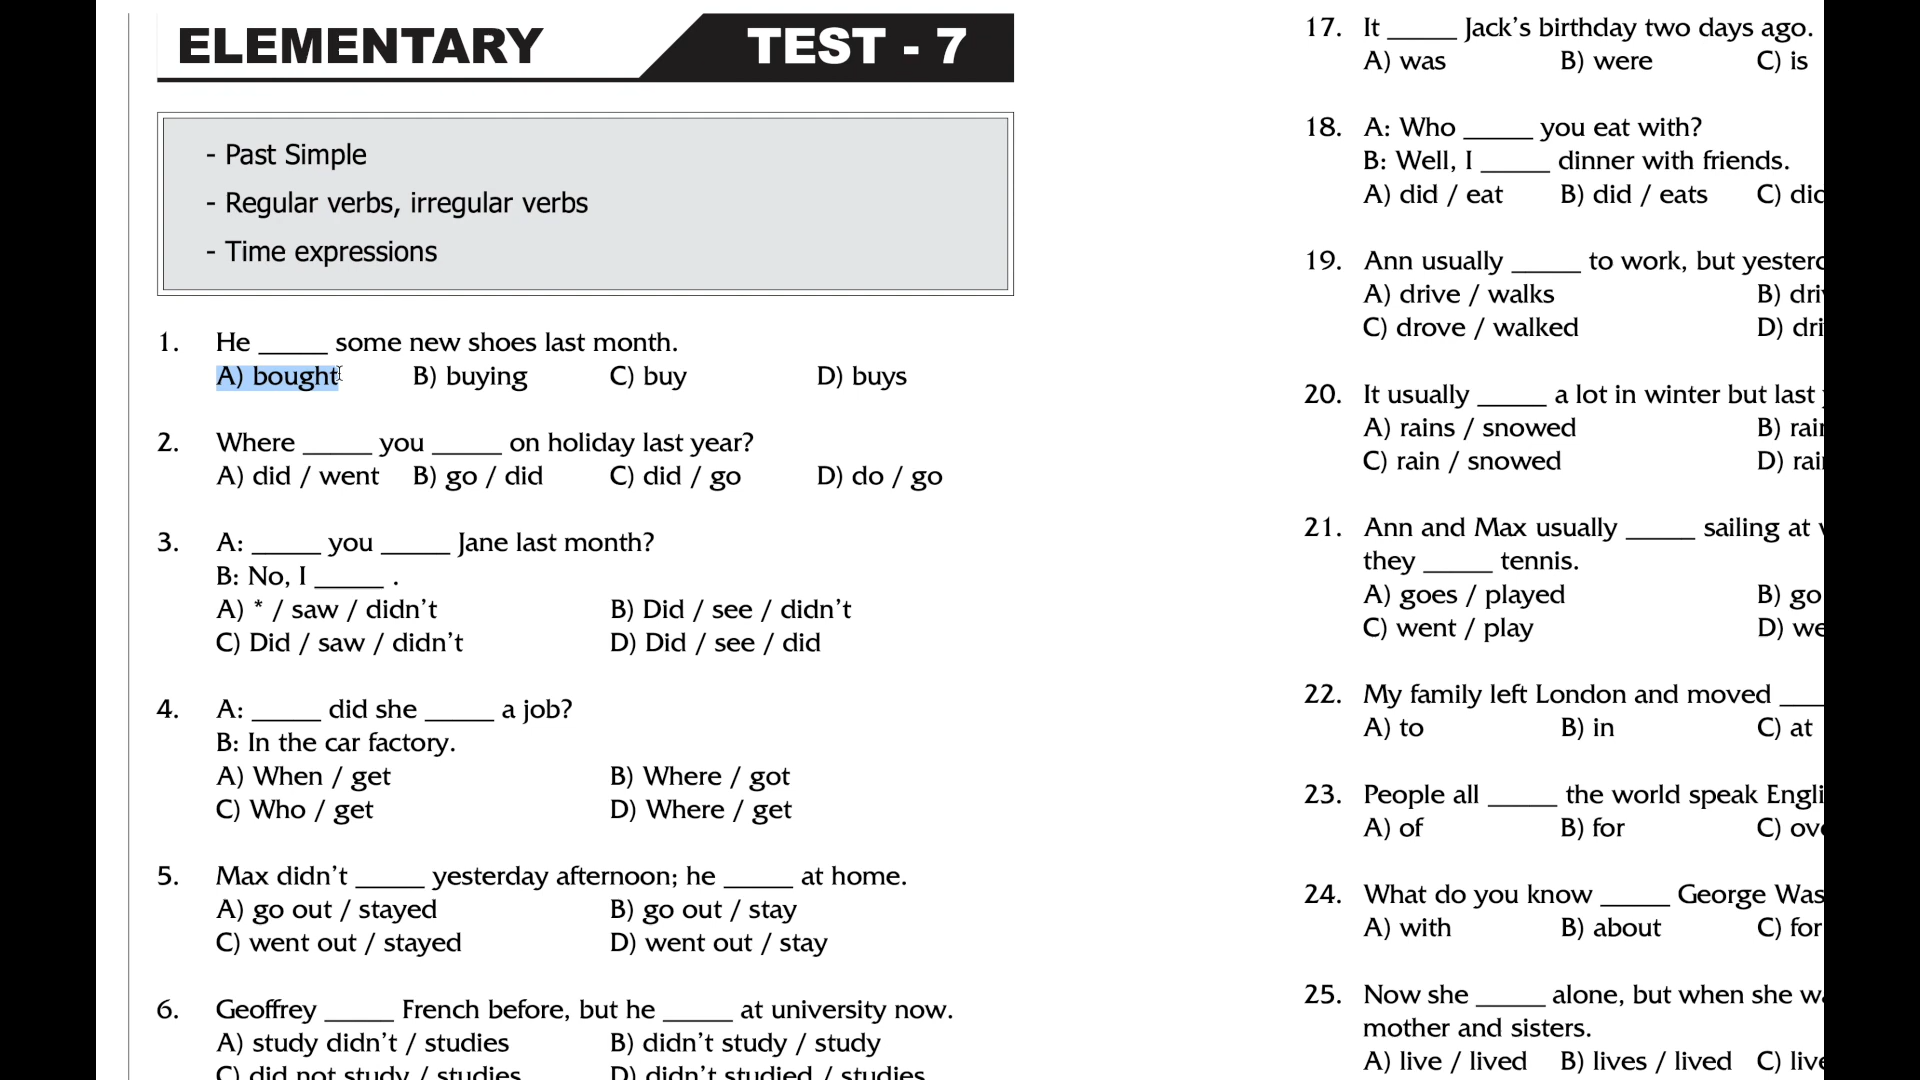 ELEMENTARY TEST - 7
- Past Simple
- Regular verbs, irregular verbs
- Time expressions
1. He _____ some new shoes last month.
A) bought B) buying C) buy D) buys
2. Where _____ you _____ on holiday last year?
A) did / went B) go / did C) did / go D) do / go
3. A: _____ you _____ Jane last month?
B: No, I _____ .
A) * / saw / didn't B) Did / see / didn't
C) Did / saw / didn't D) Did / see / did
4. A: _____ did she _____ a job?
B: In the car factory.
A) When / get B) Where / got
C) Who / get D) Where / get
5. Max didn't _____ yesterday afternoon; he _____ at home.
A) go out / stayed B) go out / stay
C) went out / stayed D) went out / stay
6. Geoffrey _____ French before, but he _____ at university now.
A) study didn't / studies B) didn't study / study
C) did not study / studies D) didn't studied / studies
17. It _____ Jack's birthday two days ago.
A) was B) were C) is
18. A: Who _____ you eat with?
B: Well, I _____ dinner with friends.
A) did / eat B) did / eats C)
19. Ann usually _____ to work, but
A) drive / walks B)
C) drove / walked D)
20. It usually _____ a lot in winter but last
A) rains / snowed B)
C) rain / snowed D)
21. Ann and Max usually _____ sailing at
they _____ tennis.
A) goes / played B) go
C) went / play D)
22. My family left London and moved ____
A) to B) in C) at
23. People all _____ the world speak
A) of B) for C)
24. What do you know _____ George
A) with B) about C) for
25. Now she _____ alone, but when she
mother and sisters.
A) live / lived B) lives / lived C)